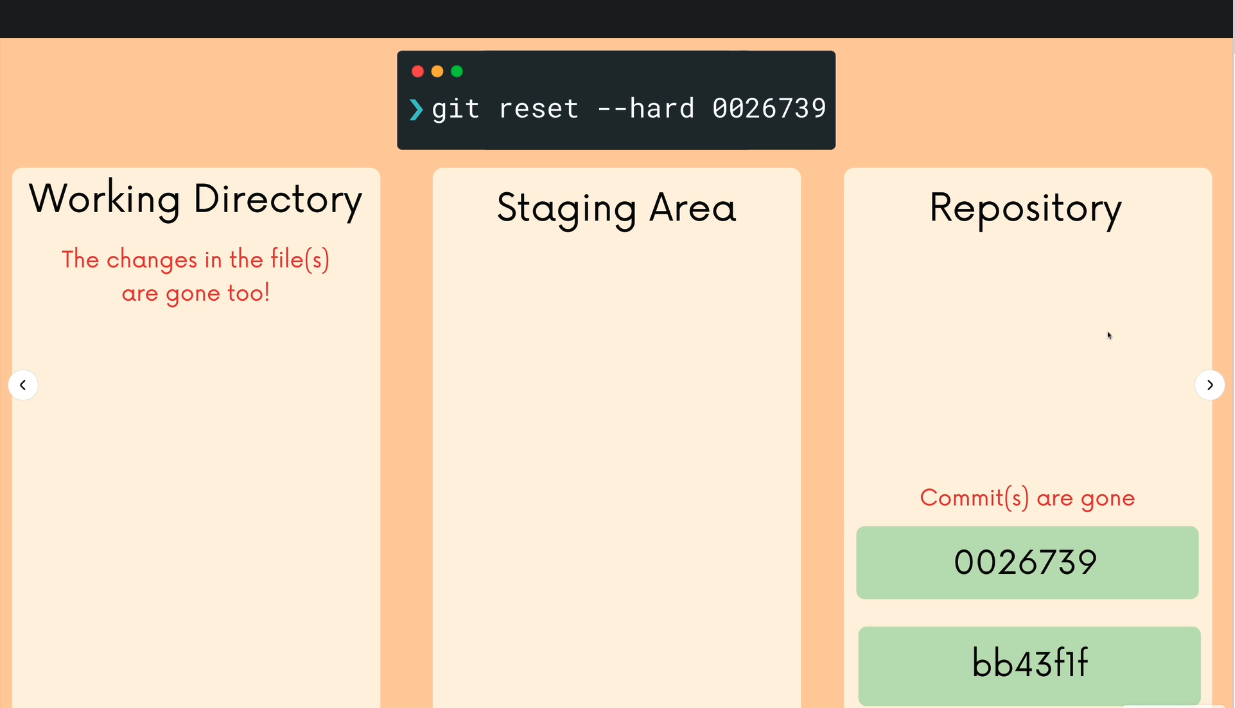 ❯ git reset --hard 0026739
Working Directory
The changes in the file(s)
are gone too!
Staging Area
Repository
Commit(s) are gone
0026739
bb43f1f